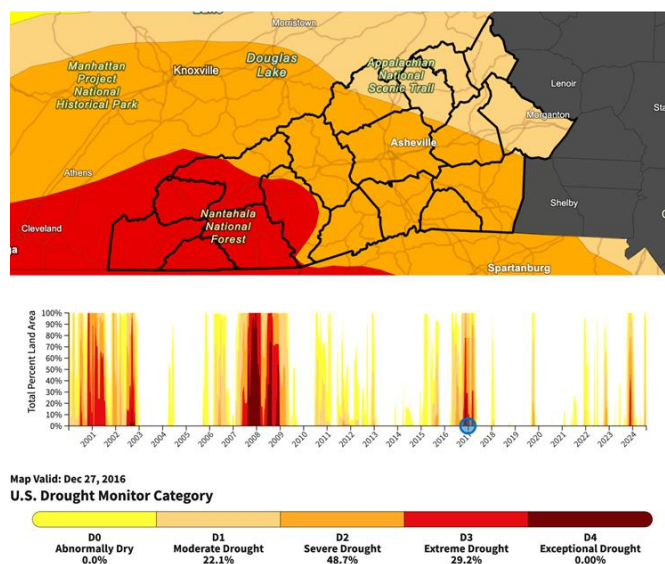 Morristown
Manhattan
Project
National
Historical Park
Knoxville
Douglas
Lake
Appalachian
National
Scenic Trail
Lenoir
Morganton
Asheville
Athens
Cleveland
Nantahala
National
Forest
Shelby
Spartanburg
Total Percent Land Area
100%
90%
80%
70%
60%
50%
40%
30%
20%
10%
0%
2001
2002
2003
2004
2005
2006
2007
2008
2009
2010
2011
2012
2013
2014
2015
2016
2017
2018
2019
2020
2021
2022
2023
2024
Map Valid: Dec 27, 2016
U.S. Drought Monitor Category
D0 D1 D2 D3 D4
Abnormally Dry Moderate Drought Severe Drought Extreme Drought Exceptional Drought
0.0% 22.1% 48.7% 29.2% 0.00%